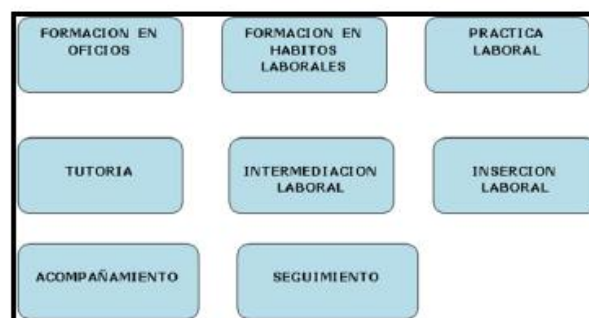 FORMACION EN
OFICIOS
FORMACION EN
HABITOS
LABORALES
PRACTICA
LABORAL
TUTORIA
INTERMEDIACION
LABORAL
INSERCION
LABORAL
ACOMPAÑAMIENTO
SEGUIMIENTO